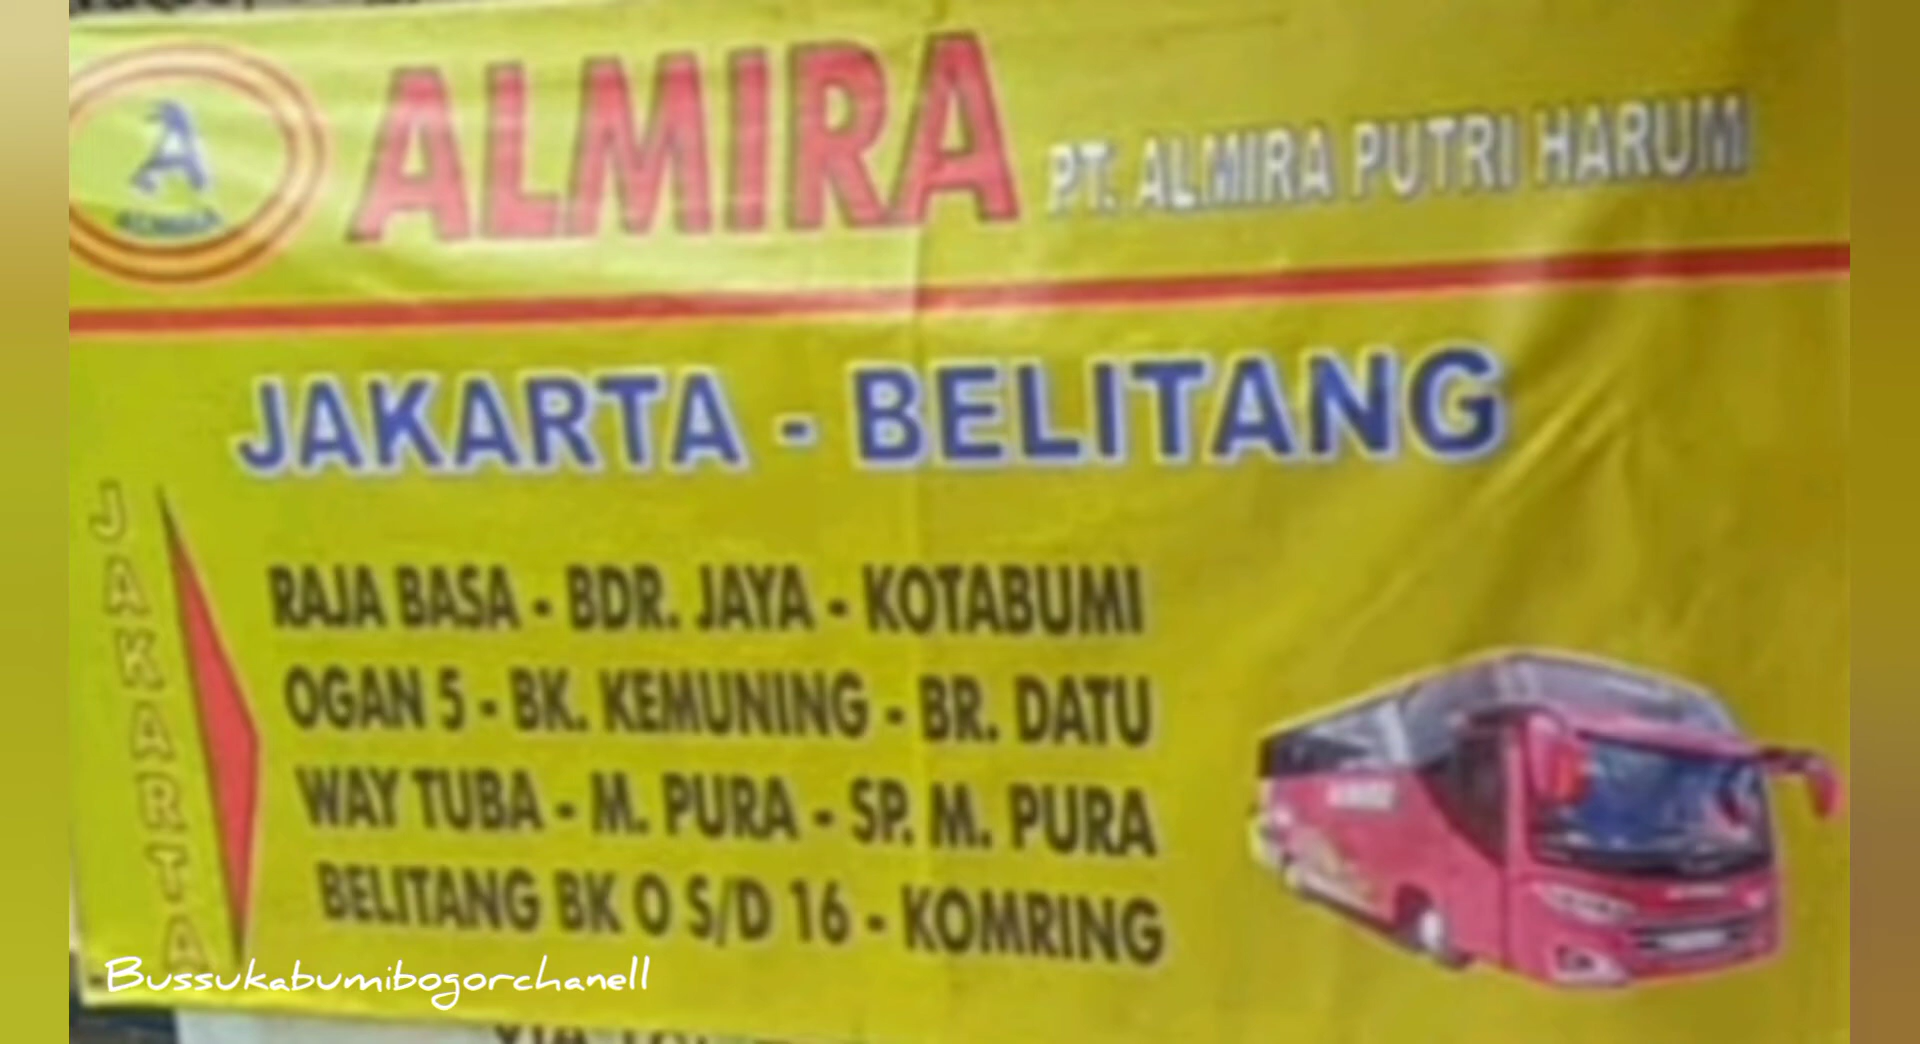 ALMIRA PT. ALMIRA PUTRI HARUM
ALMIRA
JAKARTA - BELITANG
JAKARTA
RAJA BASA - BDR. JAYA - KOTABUMI
OGAN 5 - BK. KEMUNING - BR. DATU
WAY TUBA - M. PURA - SP. M. PURA
BELITANG BK O S/D 16 - KOMRING
Bussukabumibogorchanell